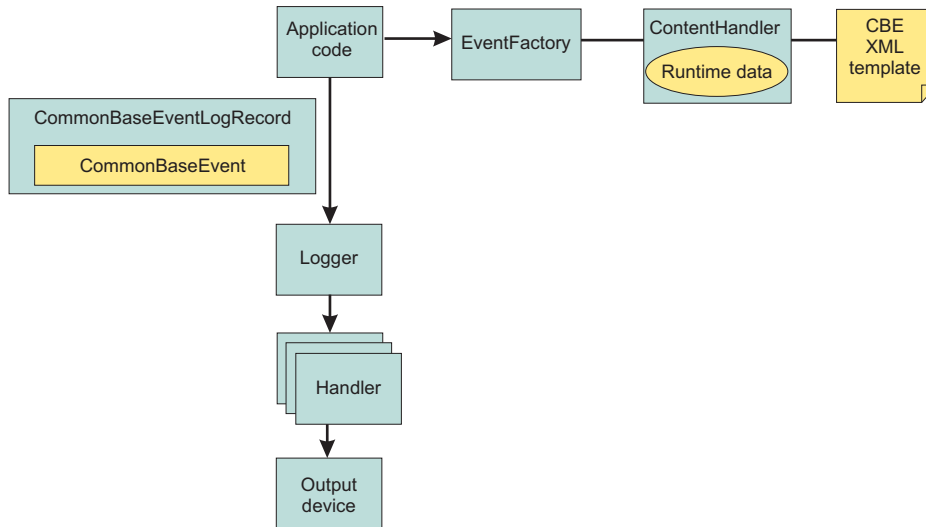 Application
code
EventFactory
ContentHandler
Runtime data
CBE
XML
template
CommonBaseEventLogRecord
CommonBaseEvent
Logger
Handler
Output
device